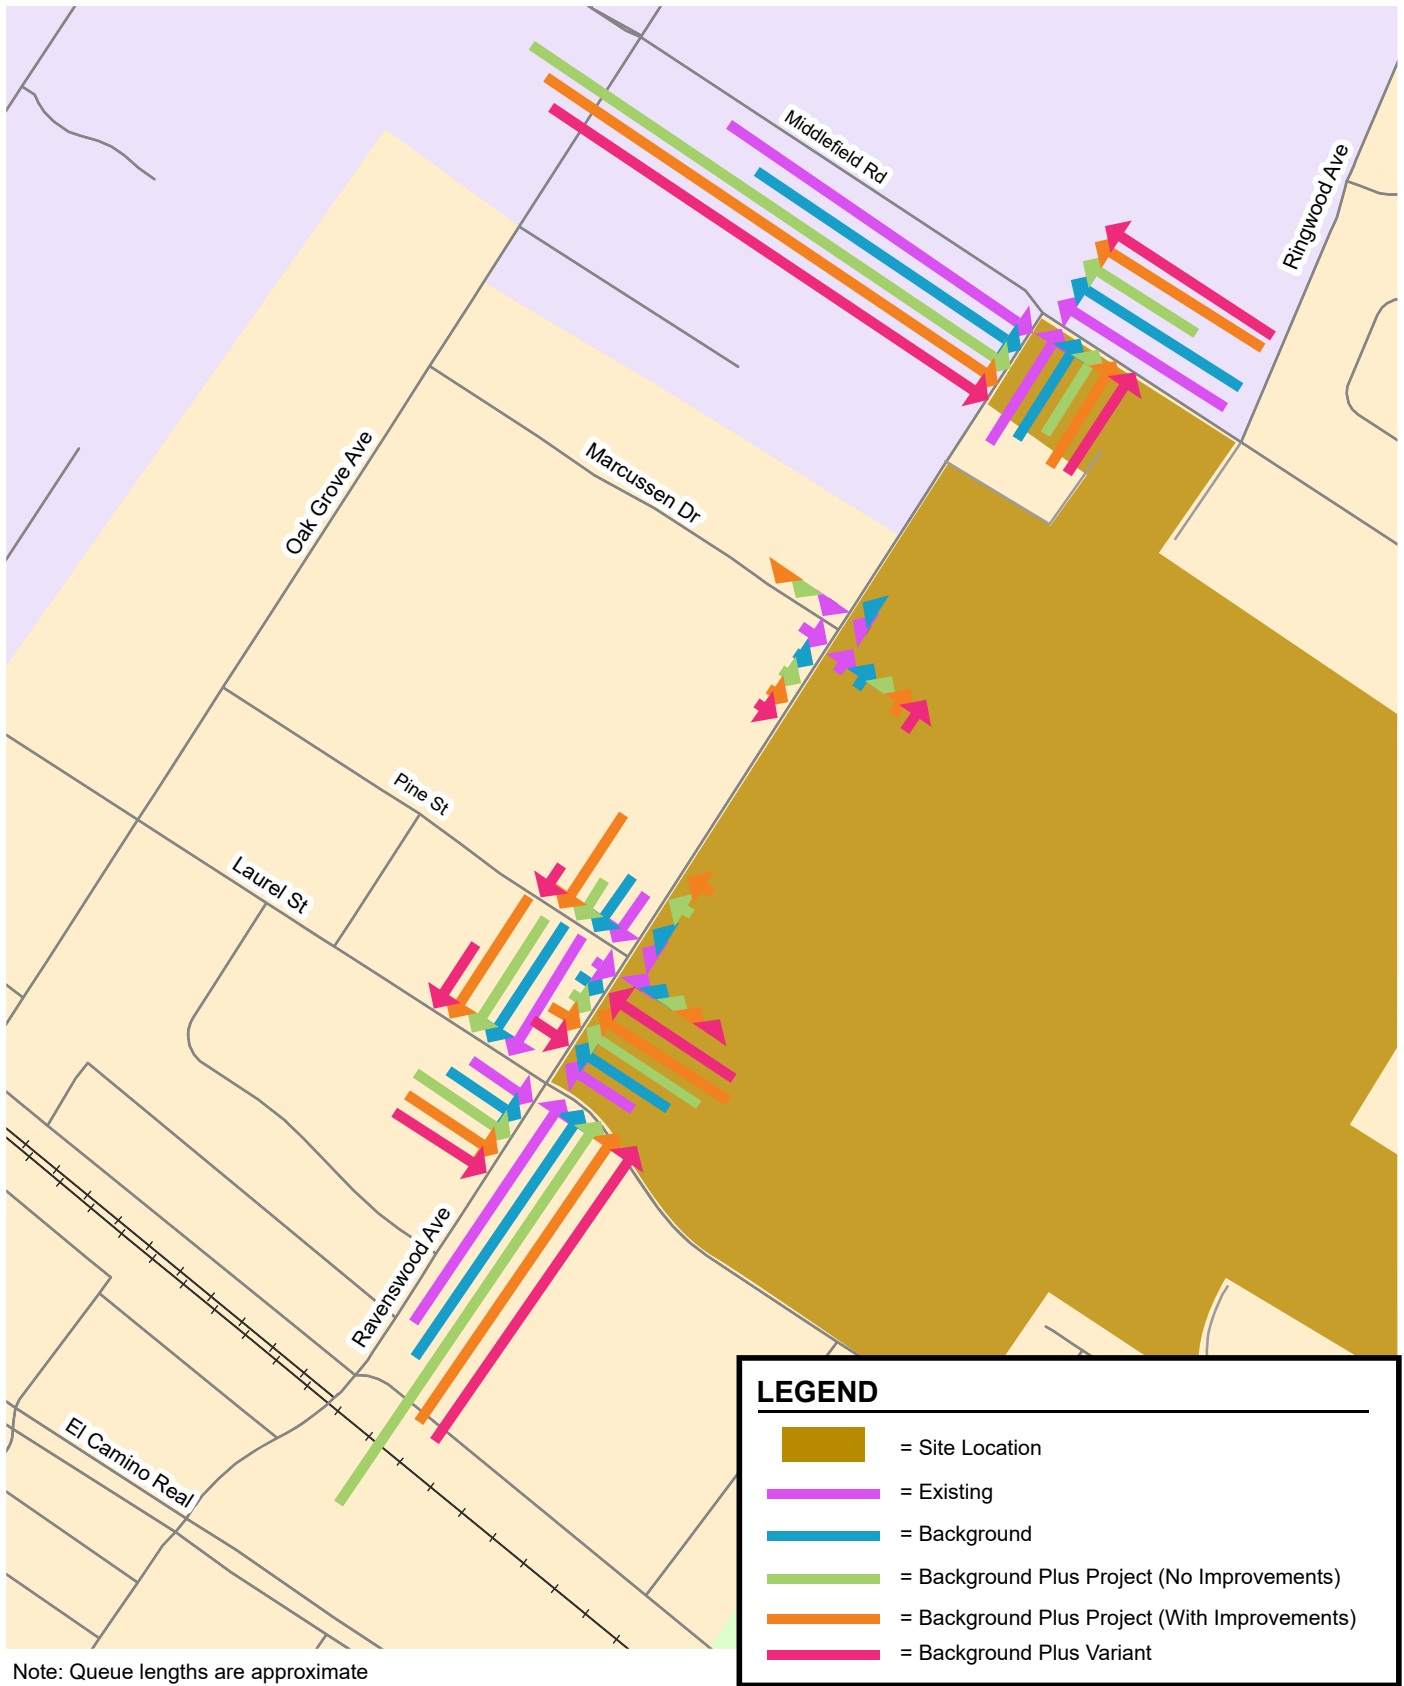 Middlefield Rd
Ringwood Ave
Oak Grove Ave
Marcussen Dr
Pine St
Laurel St
Ravenswood Ave
El Camino Real
LEGEND
= Site Location
= Existing
= Background
= Background Plus Project (No Improvements)
= Background Plus Project (With Improvements)
= Background Plus Variant
Note: Queue lengths are approximate